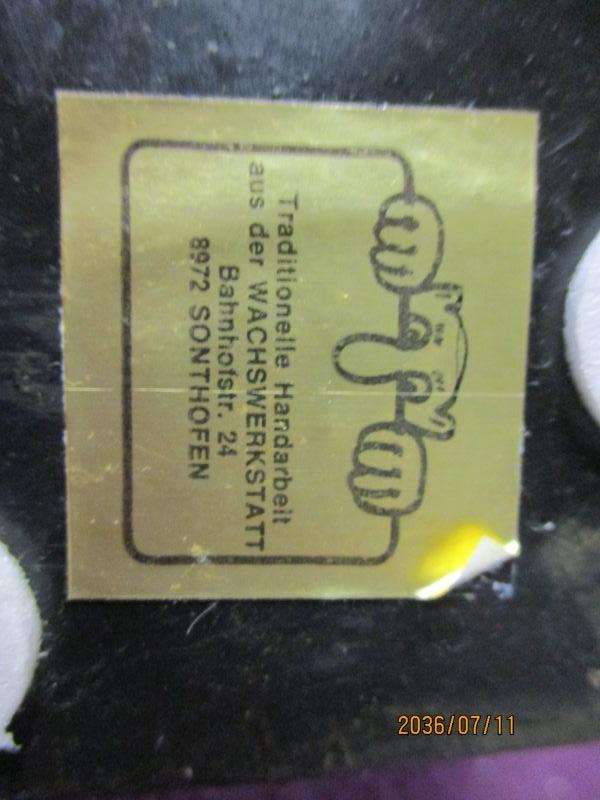 Traditionelle Handarbeit
aus der WACHSWERKSTATT
Bahnhofstr. 24
8972 SONTHOFEN
2036/07/11